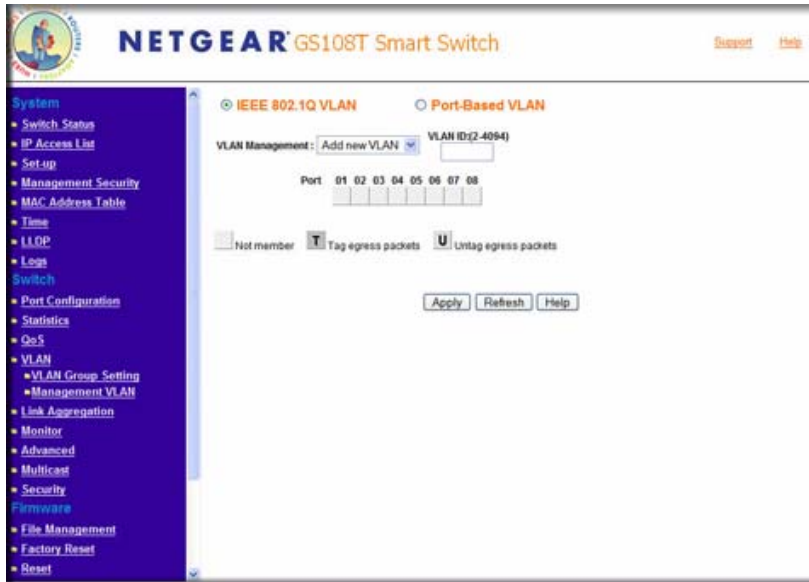 NETGEAR GS108T Smart Switch
Support Help
System
Switch Status
IP Access List
Set-up
Management Security
MAC Address Table
Time
LLDP
Logs
Switch
Port Configuration
Statistics
QoS
VLAN
VLAN Group Setting
Management VLAN
Link Aggregation
Monitor
Advanced
Multicast
Security
Firmware
File Management
Factory Reset
Reset
IEEE 802.1Q VLAN Port-Based VLAN
VLAN Management : Add new VLAN VLAN ID:(2-4094)
Port 01 02 03 04 05 06 07 08
Not member T Tag egress packets U Untag egress packets
Apply Refresh Help